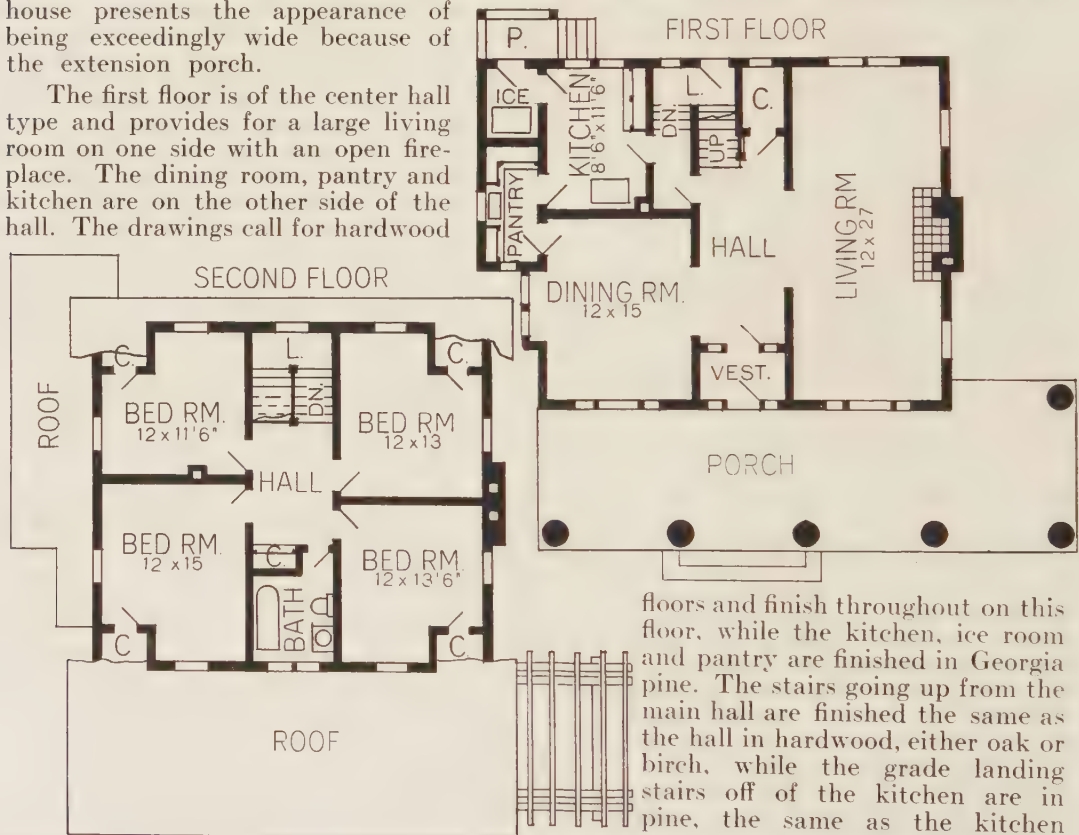 house presents the appearance of
being exceedingly wide because of
the extension porch.
The first floor is of the center hall
type and provides for a large living
room on one side with an open fire-
place. The dining room, pantry and
kitchen are on the other side of the
hall. The drawings call for hardwood
FIRST FLOOR
P.
ICE
KITCHEN
8'6"x11'6"
PANTRY
L.
DN
UP
C.
HALL
LIVING RM
12 x 27
DINING RM.
12 x 15
VEST.
PORCH
SECOND FLOOR
ROOF
C.
L.
DN.
C.
BED RM.
12 x 11'6"
BED RM.
12 x 13
HALL
BED RM.
12 x 15
BED RM.
12 x 13'6"
C.
BATH
C
C
ROOF
floors and finish throughout on this
floor, while the kitchen, ice room
and pantry are finished in Georgia
pine. The stairs going up from the
main hall are finished the same as
the hall in hardwood, either oak or
birch, while the grade landing
stairs off of the kitchen are in
pine, the same as the kitchen